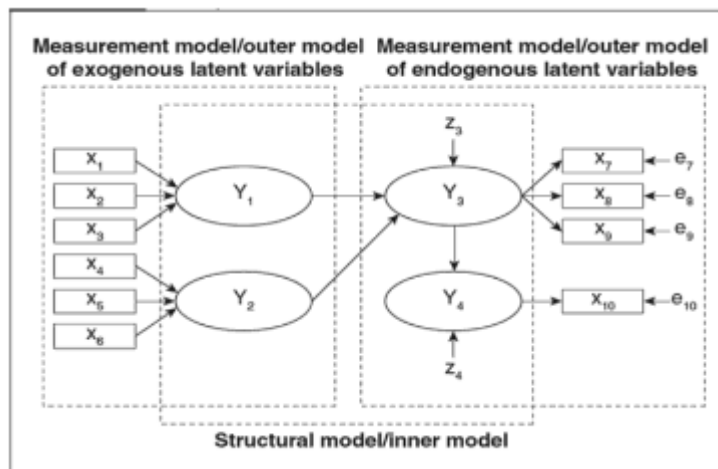 Measurement model/outer model
of exogenous latent variables
Measurement model/outer model
of endogenous latent variables
z₃
x₁
x₂
x₃
x₄
x₅
x₆
Y₁
Y₂
Y₃
Y₄
x₇
x₈
x₉
x₁₀
e₇
e₈
e₉
e₁₀
z₄
Structural model/inner model